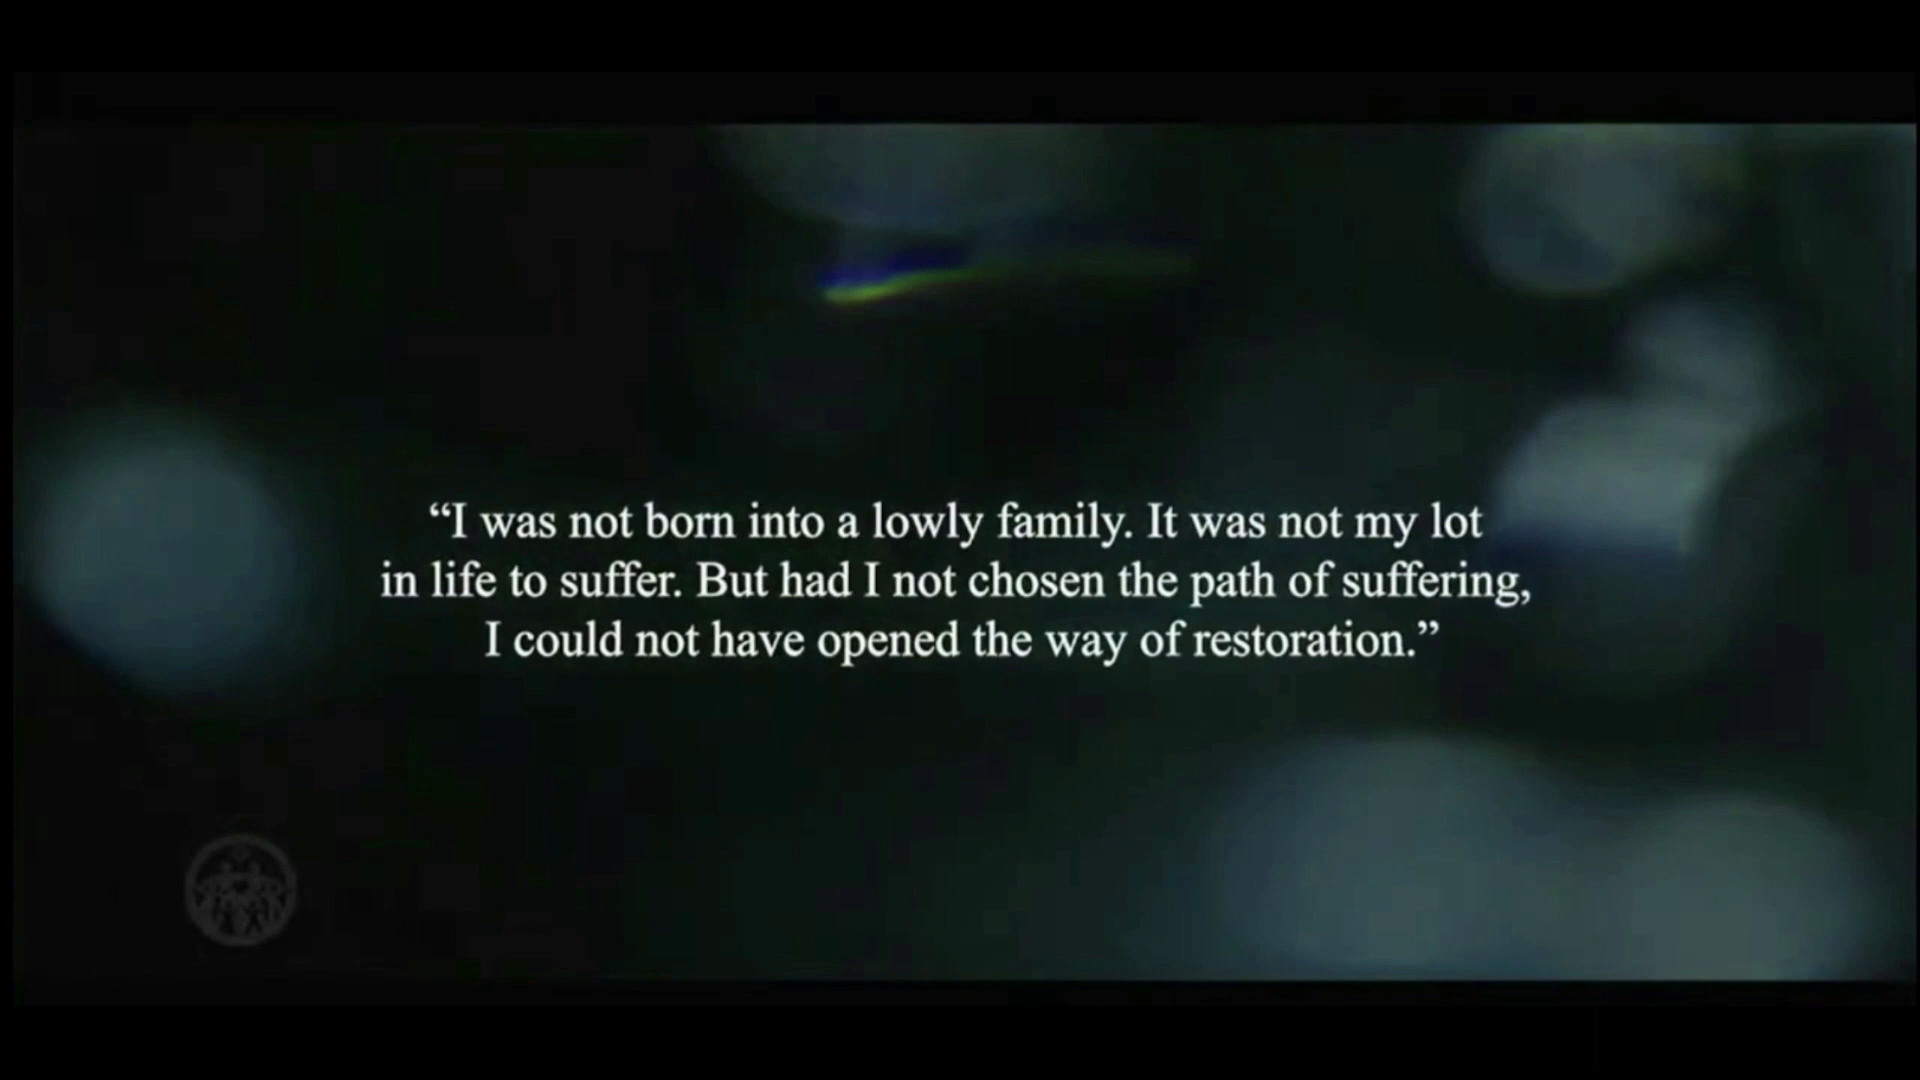 “I was not born into a lowly family. It was not my lot
in life to suffer. But had I not chosen the path of suffering,
I could not have opened the way of restoration.”